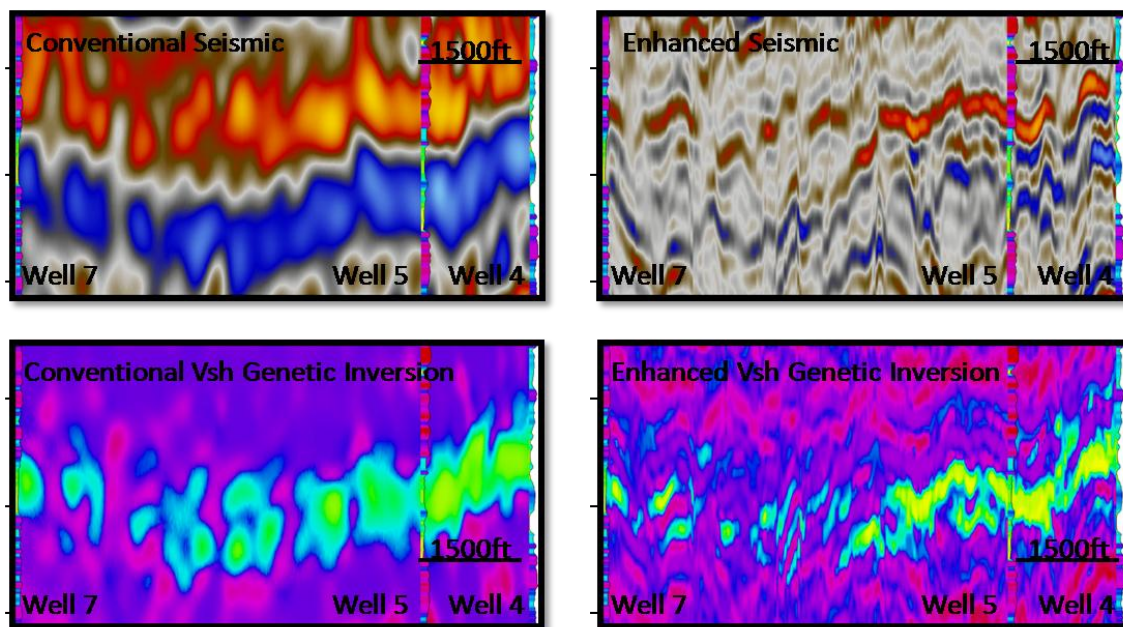 Conventional Seismic
1500ft
Well 7
Well 5
Well 4
Enhanced Seismic
1500ft
Well 7
Well 5
Well 4
Conventional Vsh Genetic Inversion
1500ft
Well 7
Well 5
Well 4
Enhanced Vsh Genetic Inversion
1500ft
Well 7
Well 5
Well 4